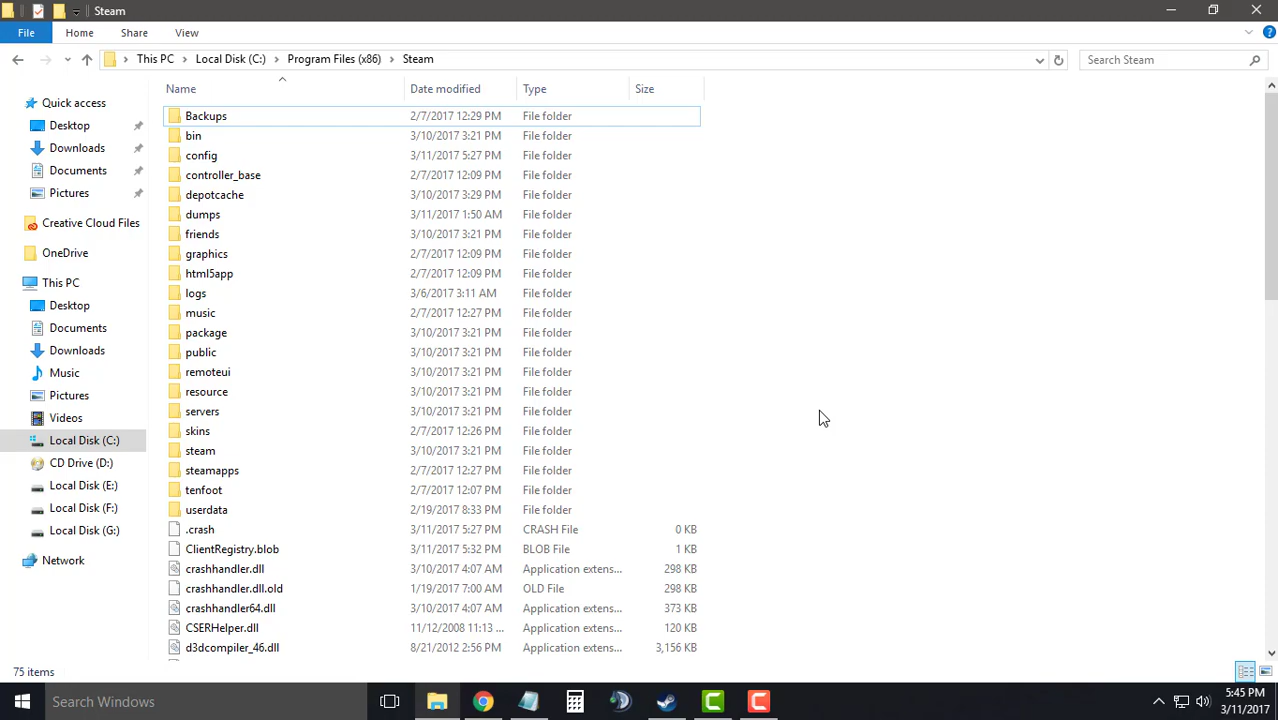 Steam
File Home Share View
This PC Local Disk (C:) Program Files (x86) Steam Search Steam
Name Date modified Type Size
Quick access
Desktop
Downloads
Documents
Pictures
Creative Cloud Files
OneDrive
This PC
Desktop
Documents
Downloads
Music
Pictures
Videos
Local Disk (C:)
CD Drive (D:)
Local Disk (E:)
Local Disk (F:)
Local Disk (G:)
Network
Backups 2/7/2017 12:29 PM File folder
bin 3/10/2017 3:21 PM File folder
config 3/11/2017 5:27 PM File folder
controller_base 2/7/2017 12:09 PM File folder
depotcache 3/10/2017 3:29 PM File folder
dumps 3/11/2017 1:50 AM File folder
friends 3/10/2017 3:21 PM File folder
graphics 2/7/2017 12:09 PM File folder
html5app 2/7/2017 12:09 PM File folder
logs 3/6/2017 3:11 AM File folder
music 2/7/2017 12:27 PM File folder
package 3/10/2017 3:21 PM File folder
public 3/10/2017 3:21 PM File folder
remoteui 3/10/2017 3:21 PM File folder
resource 3/10/2017 3:21 PM File folder
servers 3/10/2017 3:21 PM File folder
skins 2/7/2017 12:26 PM File folder
steam 3/10/2017 3:21 PM File folder
steamapps 2/7/2017 12:27 PM File folder
tenfoot 2/7/2017 12:07 PM File folder
userdata 2/19/2017 8:33 PM File folder
.crash 3/11/2017 5:27 PM CRASH File 0 KB
ClientRegistry.blob 3/11/2017 5:32 PM BLOB File 1 KB
crashhandler.dll 3/10/2017 4:07 AM Application extens... 298 KB
crashhandler.dll.old 1/19/2017 7:00 AM OLD File 298 KB
crashhandler64.dll 3/10/2017 4:07 AM Application extens... 373 KB
CSERHelper.dll 11/12/2008 11:13 ... Application extens... 120 KB
d3dcompiler_46.dll 8/21/2012 2:56 PM Application extens... 3,156 KB
75 items
Search Windows
5:45 PM
3/11/2017